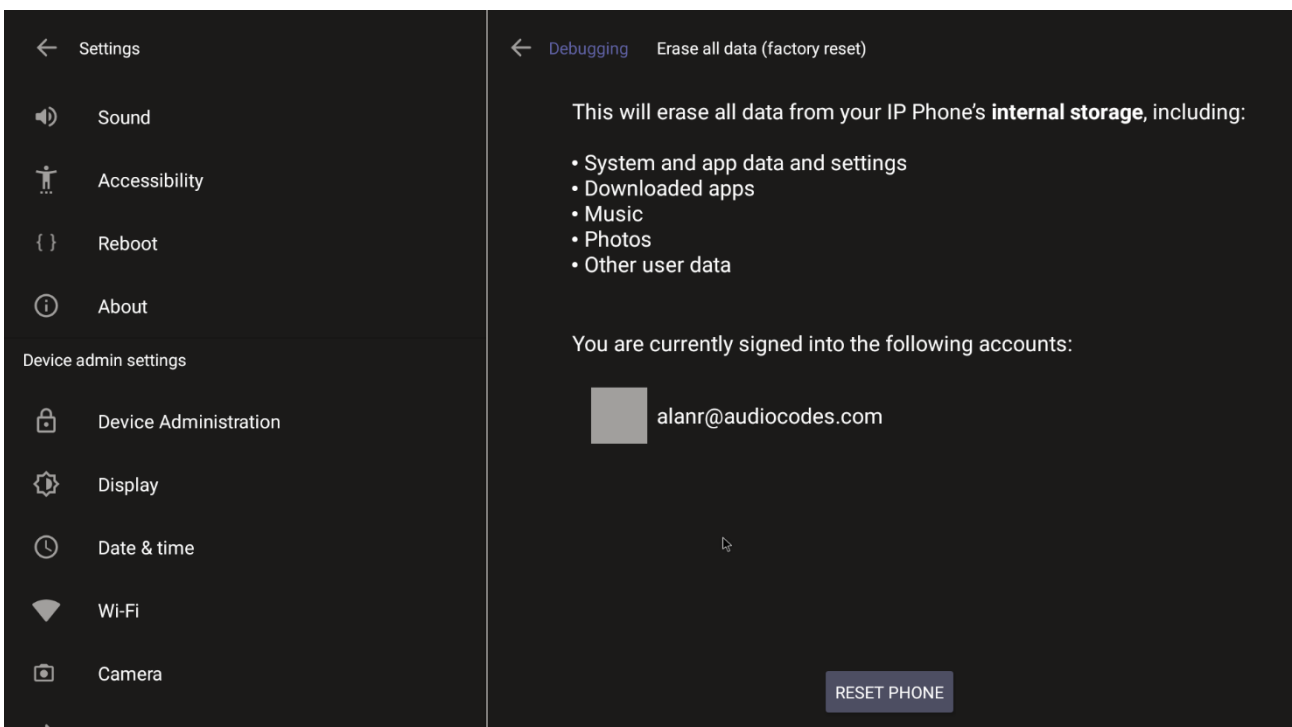 Settings
Sound
Accessibility
{ } Reboot
About
Device admin settings
Device Administration
Display
Date & time
Wi-Fi
Camera
Debugging Erase all data (factory reset)
This will erase all data from your IP Phone's internal storage, including:
• System and app data and settings
• Downloaded apps
• Music
• Photos
• Other user data
You are currently signed into the following accounts:
alanr@audiocodes.com
RESET PHONE